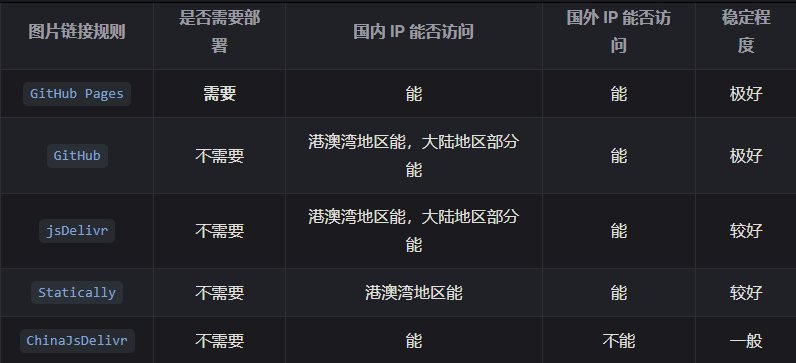 图片链接规则 是否需要部 国内 IP 能否访问 国外 IP 能否访 稳定程
署 问 度
GitHub Pages 需要 能 能 极好
GitHub 不需要 港澳湾地区能，大陆地区部分 能 极好
能
jsDelivr 不需要 港澳湾地区能，大陆地区部分 能 较好
能
Statically 不需要 港澳湾地区能 能 较好
ChinaJsDelivr 不需要 能 不能 一般